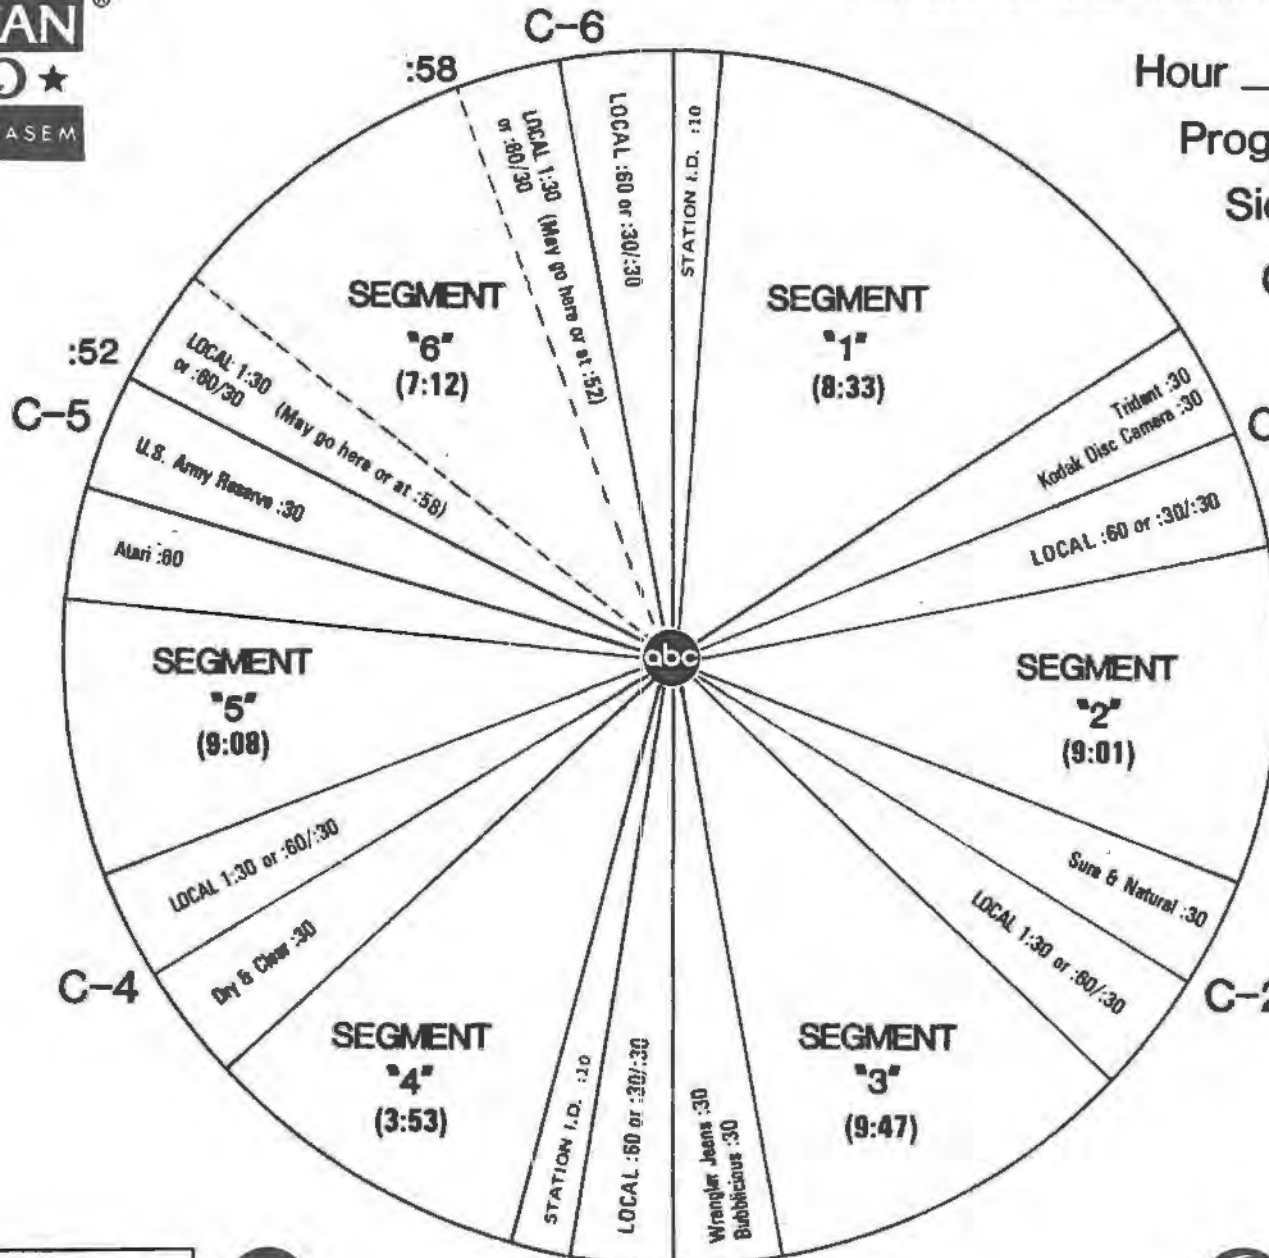 C-6
:58
Hour
LOCAL 1:30 (May go here or at :52)
or :60/30
LOCAL :60 or :30/:30
STATION I.D. :10
SEGMENT
"1"
(8:33)
Trident :30
Kodak Disc Camera :30
LOCAL :60 or :30/:30
SEGMENT
"2"
(9:01)
Sure & Natural :30
C-2
LOCAL 1:30 or :60/:30
SEGMENT
"3"
(9:47)
Wrangler Jeans :30
Bubblicious :30
LOCAL :60 or :30/:30
STATION I.D. :10
SEGMENT
"4"
(3:53)
Dry & Clear :30
C-4
LOCAL 1:30 or :60/:30
SEGMENT
"5"
(9:08)
Atari :60
U.S. Army Reserve :30
C-5
:52
LOCAL 1:30 (May go here or at :58)
or :60/30
SEGMENT
"6"
(7:12)
abc